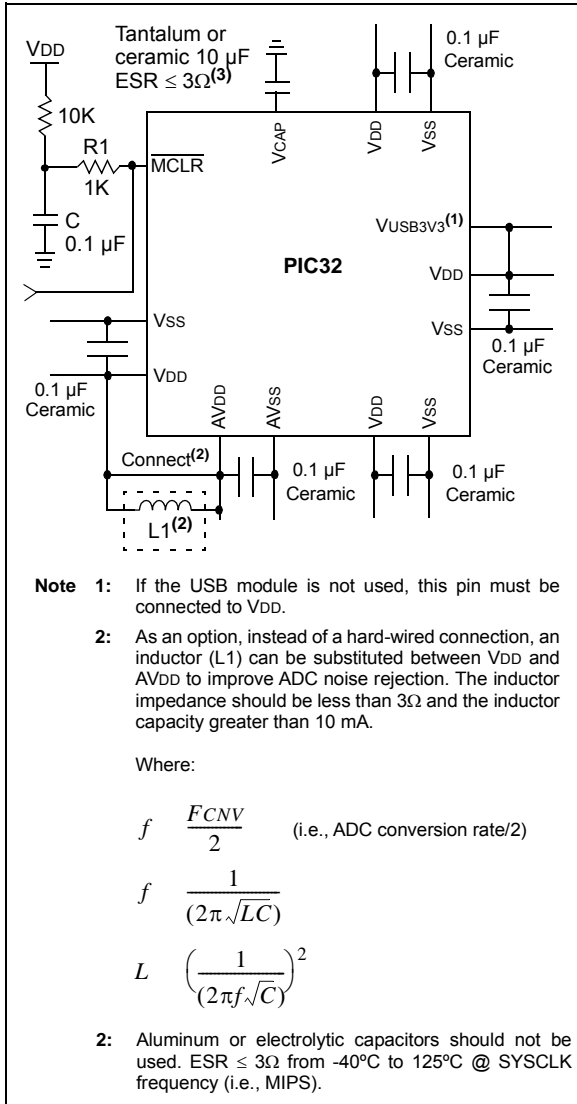 VDD
Tantalum or
ceramic 10 µF
ESR ≤ 3Ω(3)
0.1 µF
Ceramic
10K
R1
1K
MCLR
C
0.1 µF
VCAP
VDD
VSS
VUSB3V3(1)
PIC32
VDD
VSS
0.1 µF
Ceramic
VSS
VDD
0.1 µF
Ceramic
AVDD
AVSS
VDD
VSS
Connect(2)
L1(2)
0.1 µF
Ceramic
0.1 µF
Ceramic
Note 1: If the USB module is not used, this pin must be
connected to VDD.
2: As an option, instead of a hard-wired connection, an
inductor (L1) can be substituted between VDD and
AVDD to improve ADC noise rejection. The inductor
impedance should be less than 3Ω and the inductor
capacity greater than 10 mA.
Where:
f FCNV/2 (i.e., ADC conversion rate/2)
f 1/(2π√LC)
L (1/(2πf√C))²
2: Aluminum or electrolytic capacitors should not be
used. ESR ≤ 3Ω from -40ºC to 125ºC @ SYSCLK
frequency (i.e., MIPS).